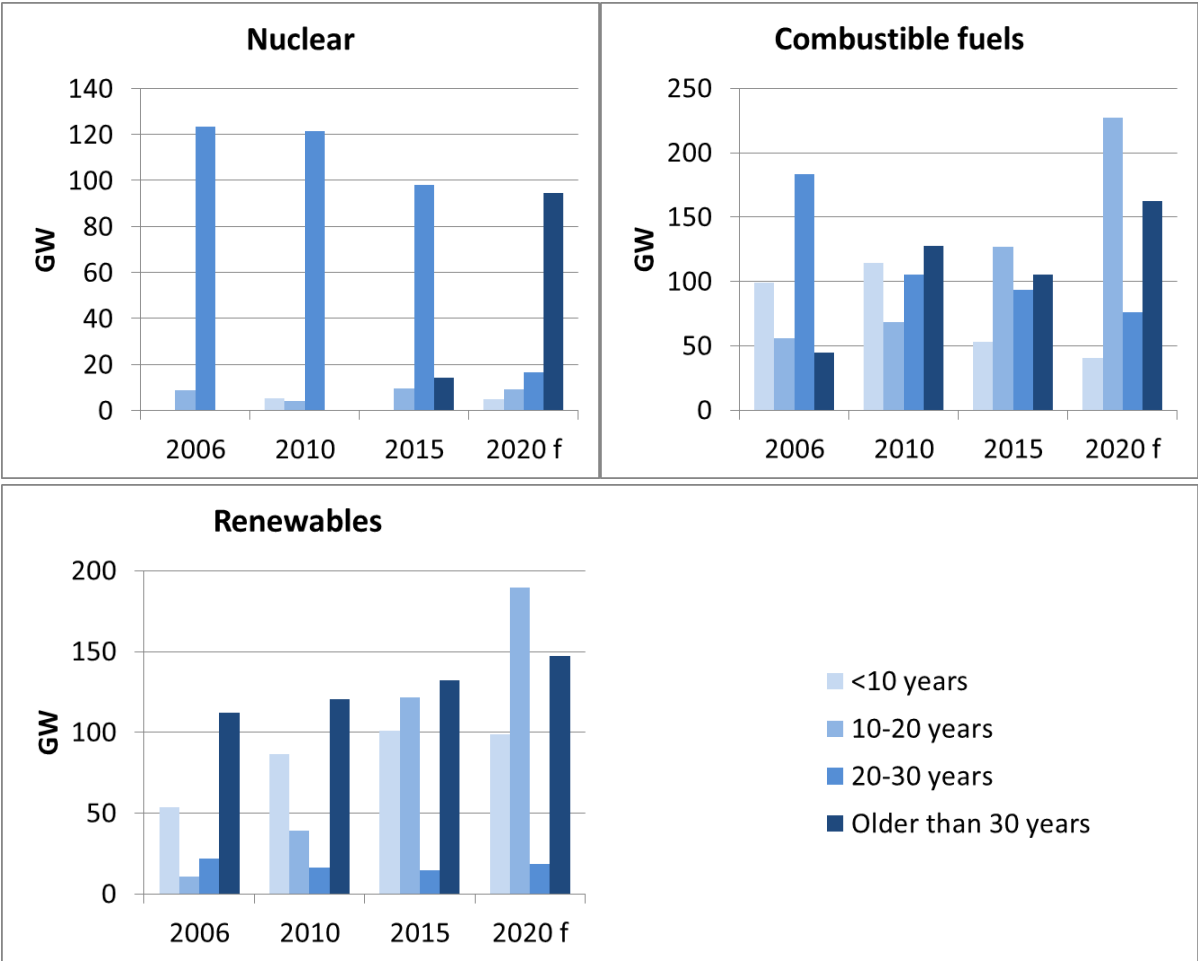 Nuclear
140
120
100
80
60
40
20
0
GW
2006 2010 2015 2020 f
Combustible fuels
250
200
150
100
50
0
GW
2006 2010 2015 2020 f
Renewables
200
150
100
50
0
GW
2006 2010 2015 2020 f
<10 years
10-20 years
20-30 years
Older than 30 years